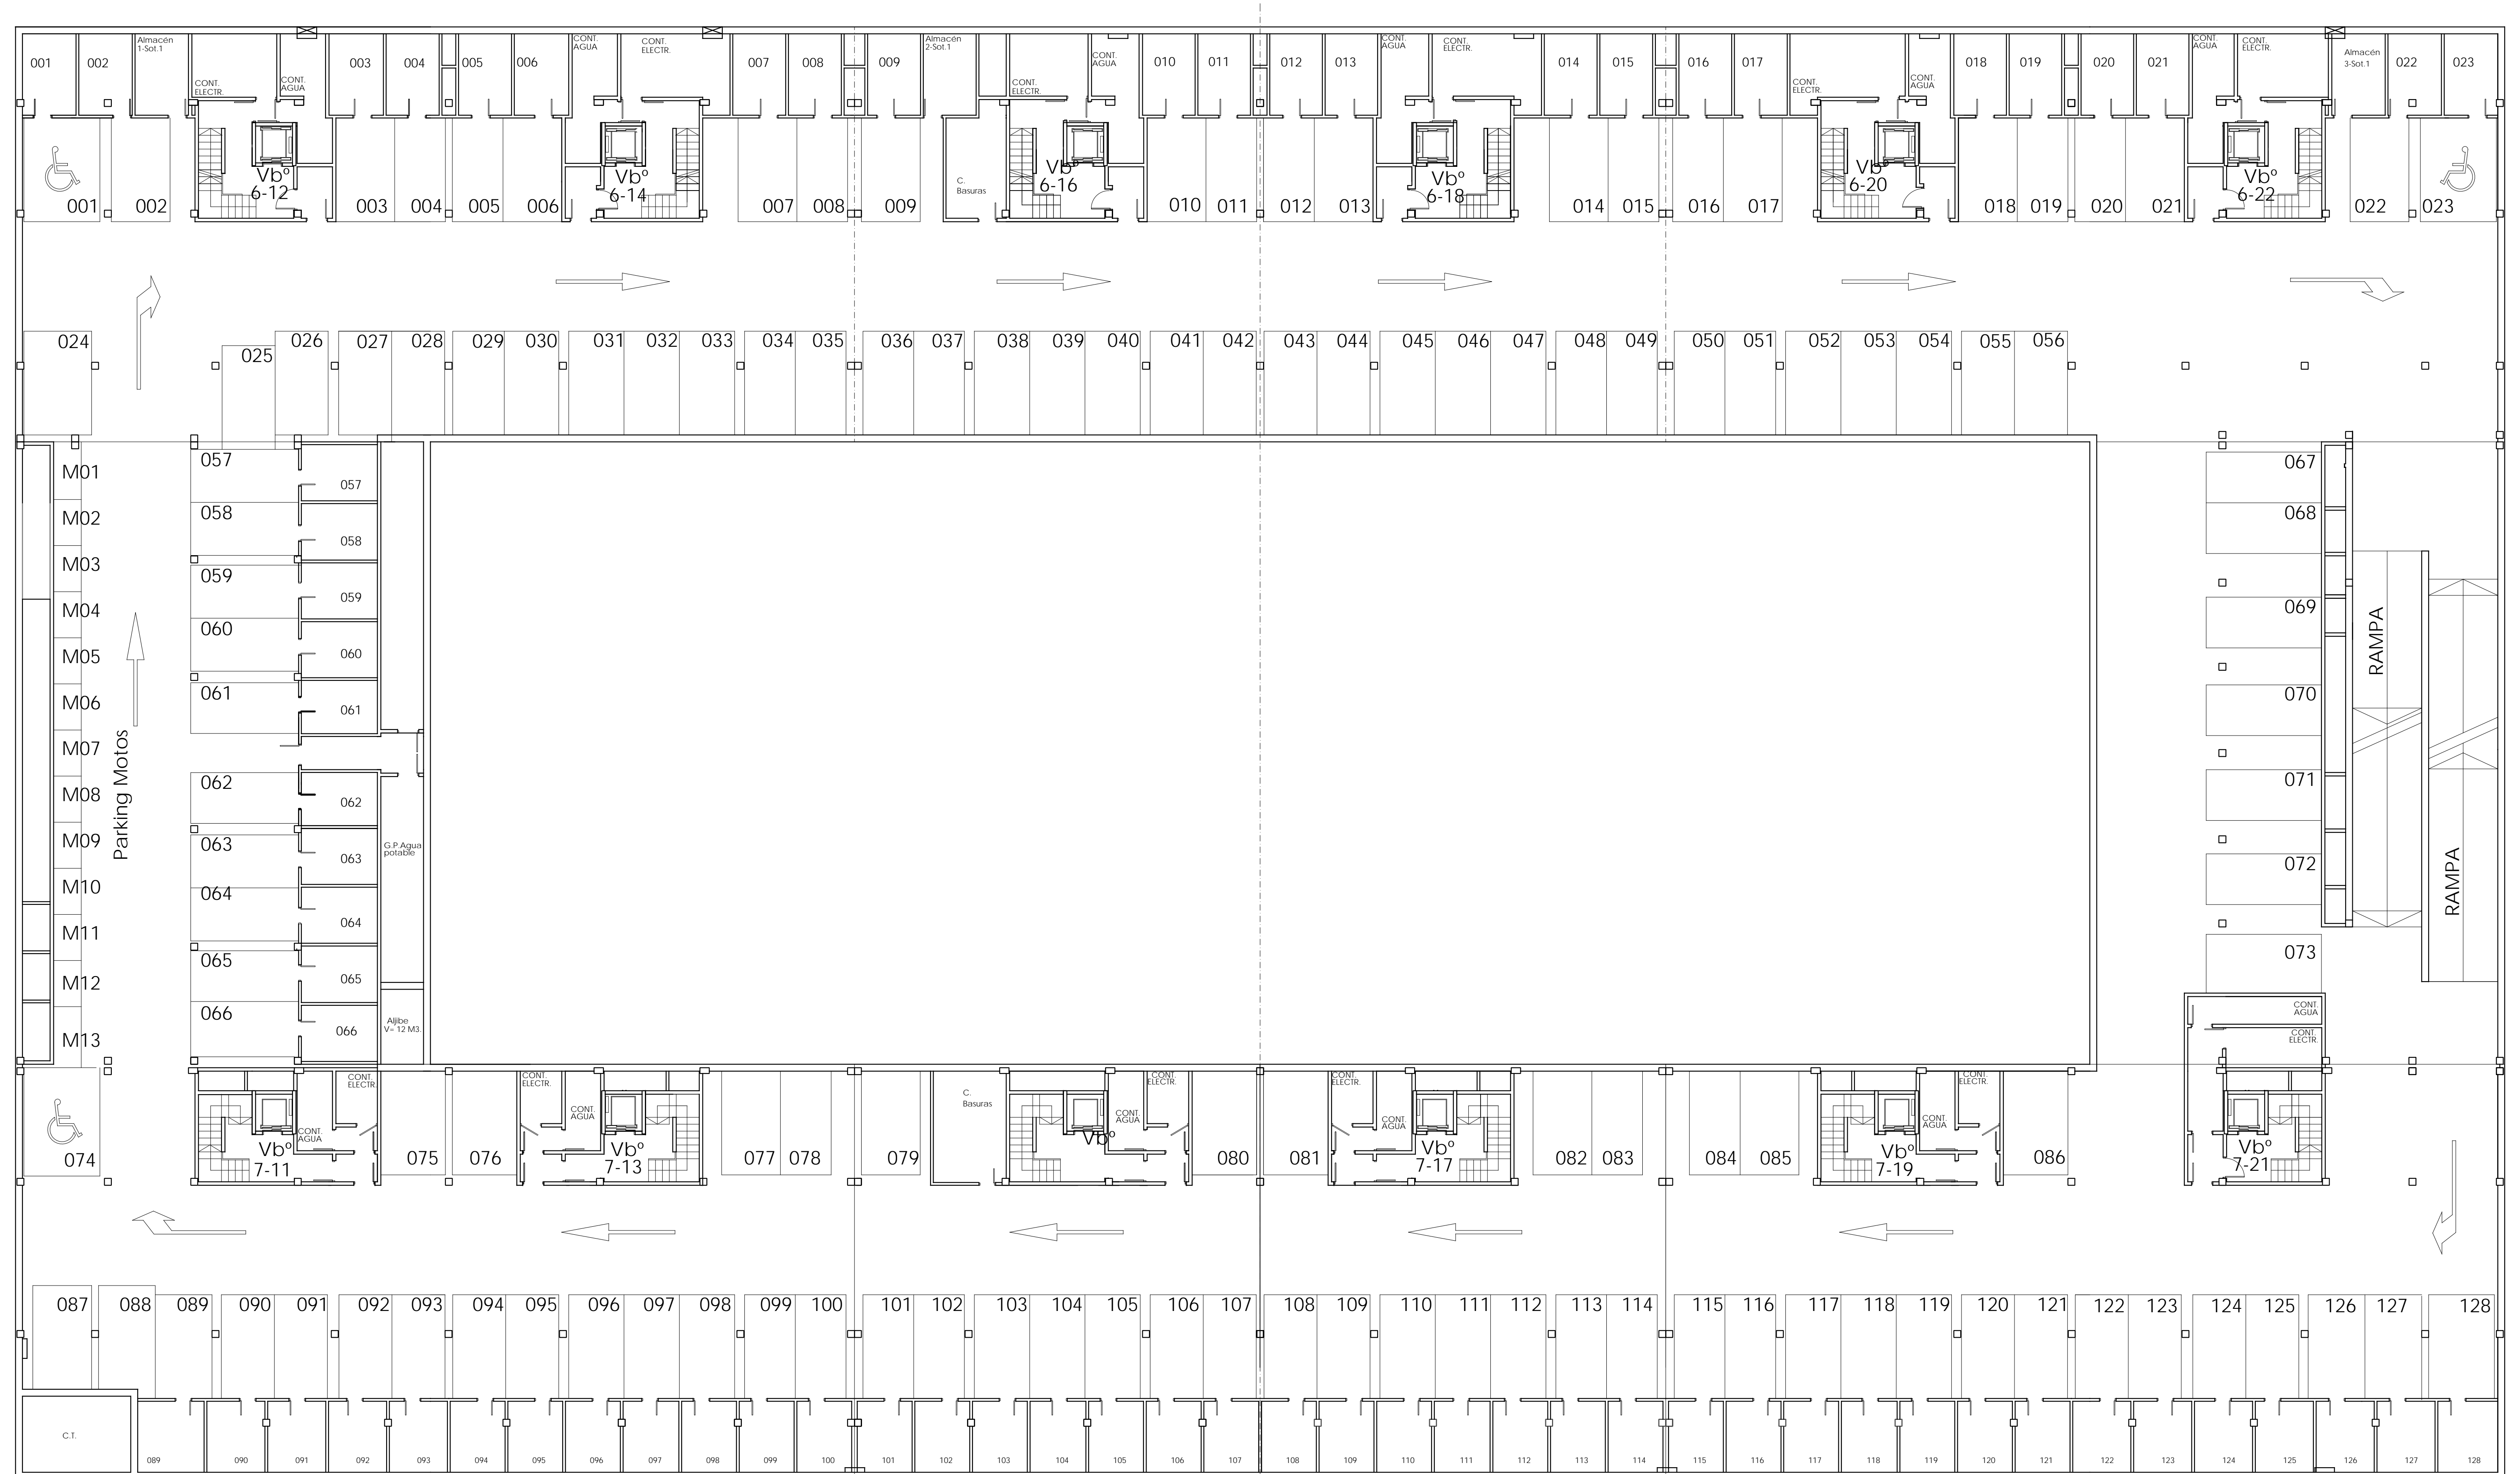 Almacén
1-Sot.1
CONT.
AGUA
CONT.
ELECTR.
Almacén
2-Sot.1
CONT.
AGUA
CONT.
AGUA
CONT.
ELECTR.
CONT.
AGUA
CONT.
ELECTR.
Almacén
3-Sot.1
001 002 003 004 005 006 007 008 009 010 011 012 013 014 015 016 017 018 019 020 021 022 023
CONT.
ELECTR.
CONT.
AGUA
CONT.
ELECTR.
CONT.
ELECTR.
CONT.
AGUA
Vbº
6-12
Vbº
6-14
C.
Basuras
Vbº
6-16
Vbº
6-18
Vbº
6-20
Vbº
6-22
001 002 003 004 005 006 007 008 009 010 011 012 013 014 015 016 017 018 019 020 021 022 023
024 025 026 027 028 029 030 031 032 033 034 035 036 037 038 039 040 041 042 043 044 045 046 047 048 049 050 051 052 053 054 055 056
M01
M02
M03
M04
M05
M06
M07
M08
M09
M10
M11
M12
M13
Parking Motos
057
058
059
060
061
062
063
064
065
066
057
058
059
060
061
062
063
064
065
066
G.P.Agua
potable
Aljibe
V= 12 M3.
067
068
069
070
071
072
073
RAMPA
RAMPA
CONT.
AGUA
CONT.
ELECTR.
CONT.
ELECTR.
CONT.
AGUA
CONT.
ELECTR.
CONT.
AGUA
C.
Basuras
CONT.
ELECTR.
CONT.
AGUA
CONT.
ELECTR.
CONT.
AGUA
CONT.
ELECTR.
CONT.
AGUA
Vbº
7-11
Vbº
7-13
Vbº
Vbº
7-17
Vbº
7-19
Vbº
7-21
074 075 076 077 078 079 080 081 082 083 084 085 086
087 088 089 090 091 092 093 094 095 096 097 098 099 100 101 102 103 104 105 106 107 108 109 110 111 112 113 114 115 116 117 118 119 120 121 122 123 124 125 126 127 128
C.T.
089 090 091 092 093 094 095 096 097 098 099 100 101 102 103 104 105 106 107 108 109 110 111 112 113 114 115 116 117 118 119 120 121 122 123 124 125 126 127 128